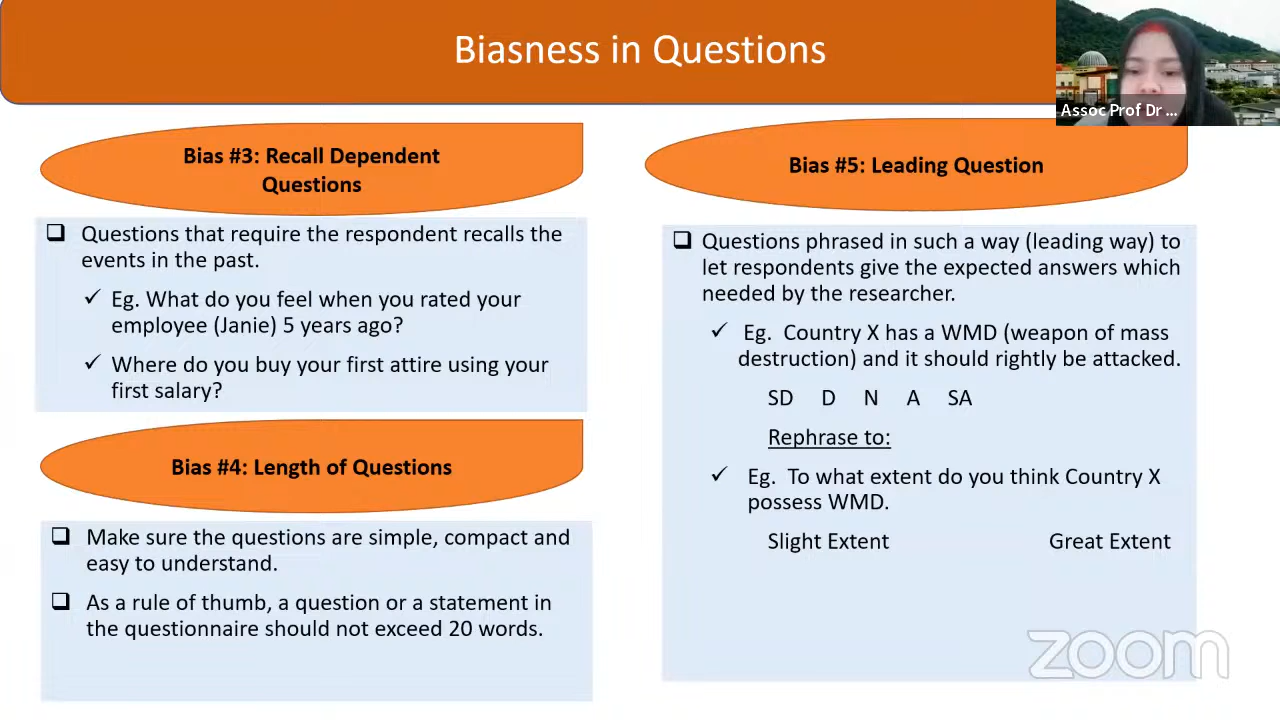 Biasness in Questions
Assoc Prof Dr ...
Bias #3: Recall Dependent
Questions
❑ Questions that require the respondent recalls the
events in the past.
✓ Eg. What do you feel when you rated your
employee (Janie) 5 years ago?
✓ Where do you buy your first attire using your
first salary?
Bias #4: Length of Questions
❑ Make sure the questions are simple, compact and
easy to understand.
❑ As a rule of thumb, a question or a statement in
the questionnaire should not exceed 20 words.
Bias #5: Leading Question
❑ Questions phrased in such a way (leading way) to
let respondents give the expected answers which
needed by the researcher.
✓ Eg. Country X has a WMD (weapon of mass
destruction) and it should rightly be attacked.
SD D N A SA
Rephrase to:
✓ Eg. To what extent do you think Country X
possess WMD.
Slight Extent Great Extent
zoom